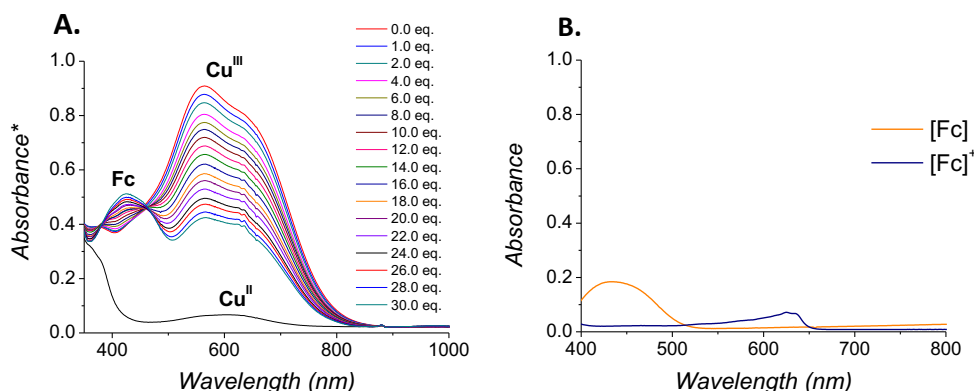 A.
Absorbance*
1.0
0.8
0.6
0.4
0.2
0.0
400
600
800
1000
Wavelength (nm)
Fc
Cu^III
Cu^II
0.0 eq.
1.0 eq.
2.0 eq.
4.0 eq.
6.0 eq.
8.0 eq.
10.0 eq.
12.0 eq.
14.0 eq.
16.0 eq.
18.0 eq.
20.0 eq.
22.0 eq.
24.0 eq.
26.0 eq.
28.0 eq.
30.0 eq.
B.
Absorbance
1.0
0.8
0.6
0.4
0.2
0.0
400
500
600
700
800
Wavelength (nm)
[Fc]
[Fc]^+